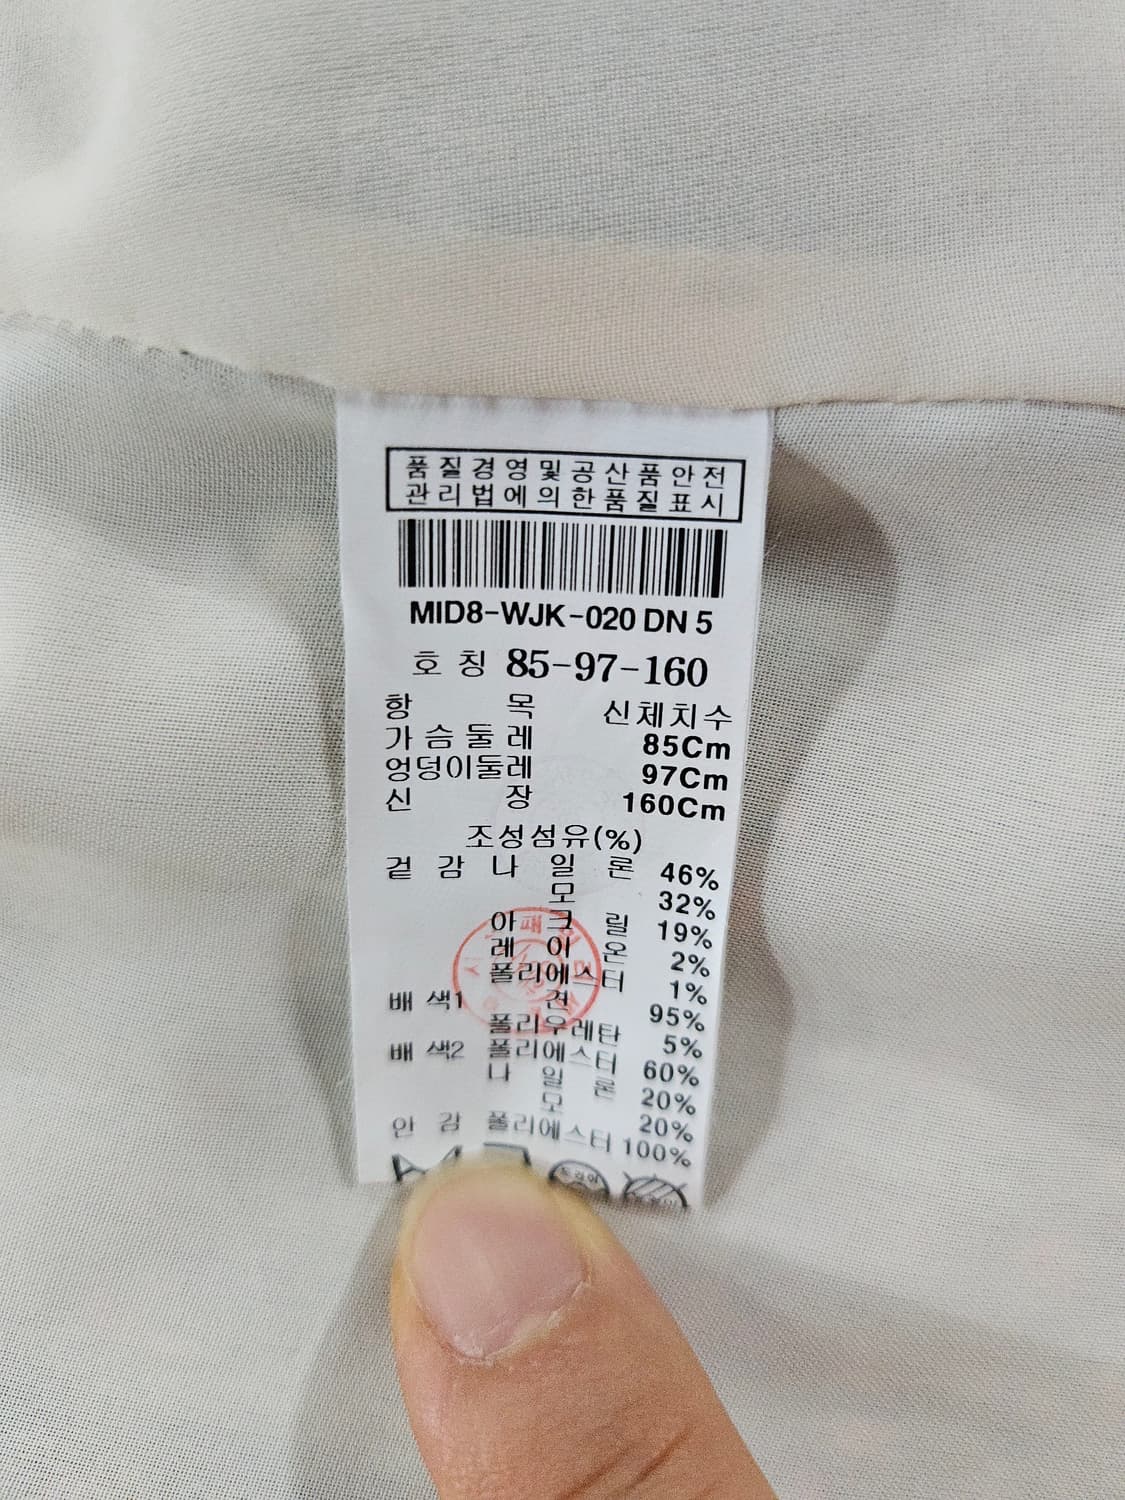 품질경영및공산품안전
관리법에의한품질표시
MID8-WJK-020 DN 5
호칭 85-97-160
항목 신체치수
가슴둘레 85Cm
엉덩이둘레 97Cm
신장 160Cm
조성섬유(%)
겉감 나일론 46%
모 32%
아크릴 19%
레이온 2%
폴리에스터 1%
배색1 견 95%
폴리우레탄 5%
배색2 폴리에스터 60%
나일론 20%
모 20%
안감 폴리에스터 100%
드라이